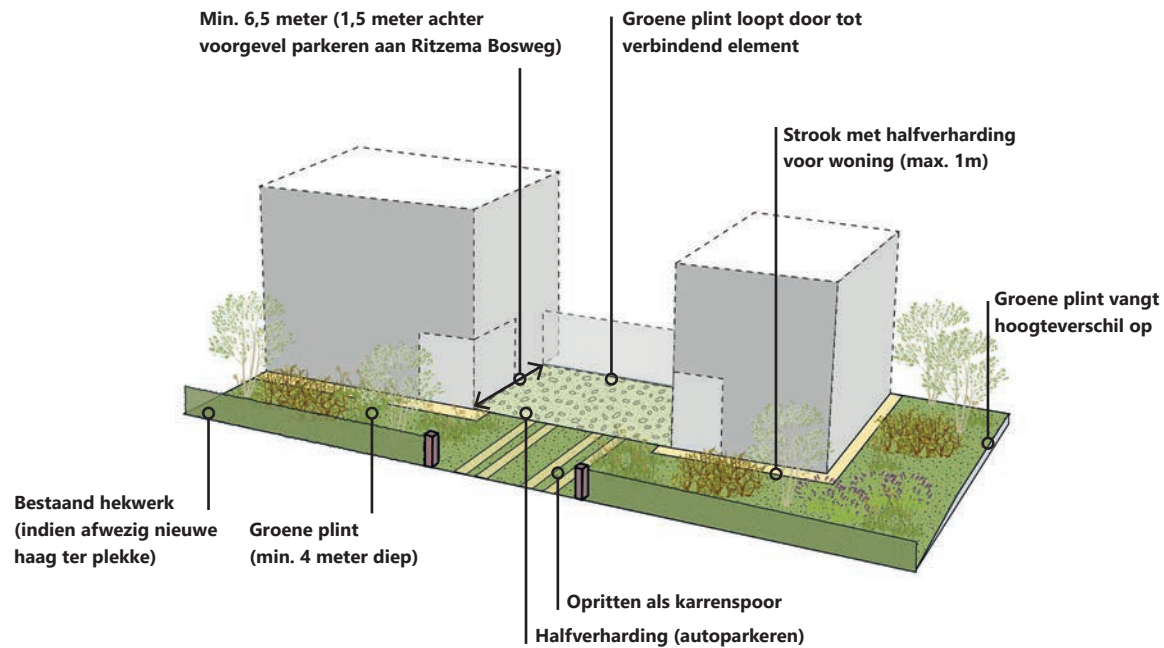 Min. 6,5 meter (1,5 meter achter
voorgevel parkeren aan Ritzema Bosweg)
Groene plint loopt door tot
verbindend element
Strook met halfverharding
voor woning (max. 1m)
Groene plint vangt
hoogteverschil op
Bestaand hekwerk
(indien afwezig nieuwe
haag ter plekke)
Groene plint
(min. 4 meter diep)
Opritten als karrenspoor
Halfverharding (autoparkeren)